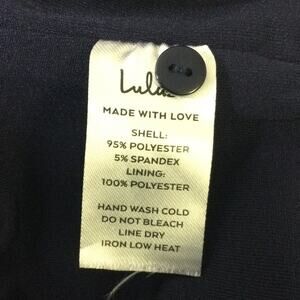 MADE WITH LOVE
SHELL:
95% POLYESTER
5% SPANDEX
LINING:
100% POLYESTER
HAND WASH COLD
DO NOT BLEACH
LINE DRY
IRON LOW HEAT